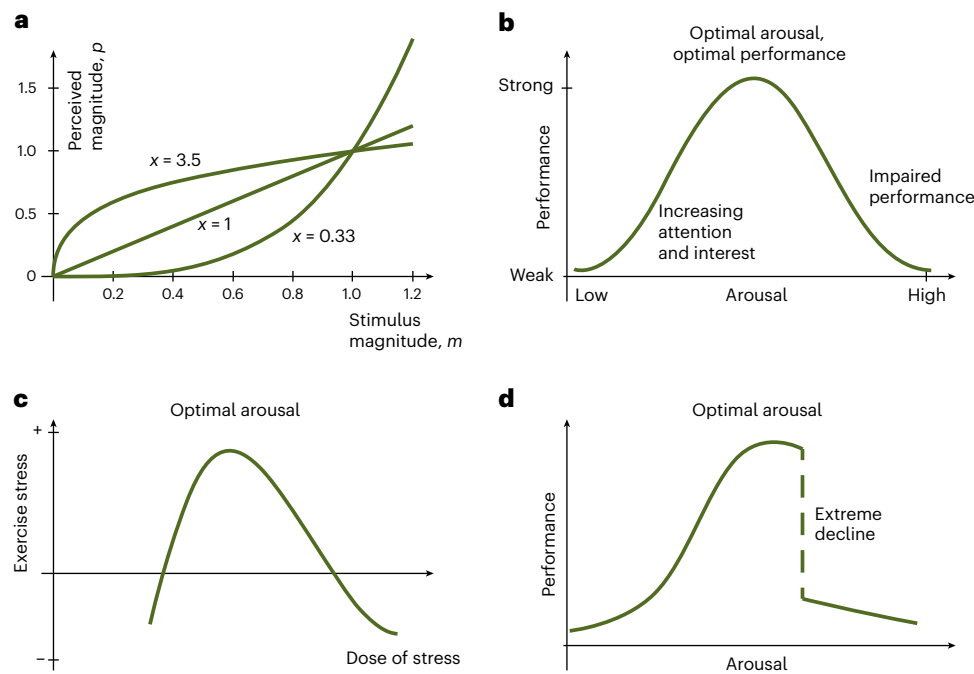 a
Perceived
magnitude, p
1.5
1.0
0.5
0
x = 3.5
x = 1
x = 0.33
0.2
0.4
0.6
0.8
1.0
1.2
Stimulus
magnitude, m
b
Optimal arousal,
optimal performance
Strong
Performance
Weak
Increasing
attention
and interest
Impaired
performance
Low
Arousal
High
c
Optimal arousal
+
Exercise stress
−
Dose of stress
d
Optimal arousal
Performance
Extreme
decline
Arousal